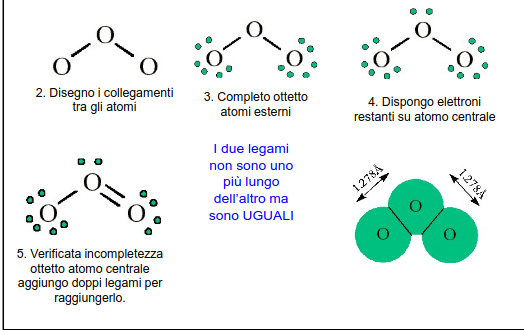 O
O
O
2. Disegno i collegamenti
tra gli atomi
O
O
O
3. Completo ottetto
atomi esterni
O
O
O
4. Dispongo elettroni
restanti su atomo centrale
O
O
O
5. Verificata incompletezza
ottetto atomo centrale
aggiungo doppi legami per
raggiungerlo.
I due legami
non sono uno
più lungo
dell'altro ma
sono UGUALI
1.278Å
1.278Å
O
O
O